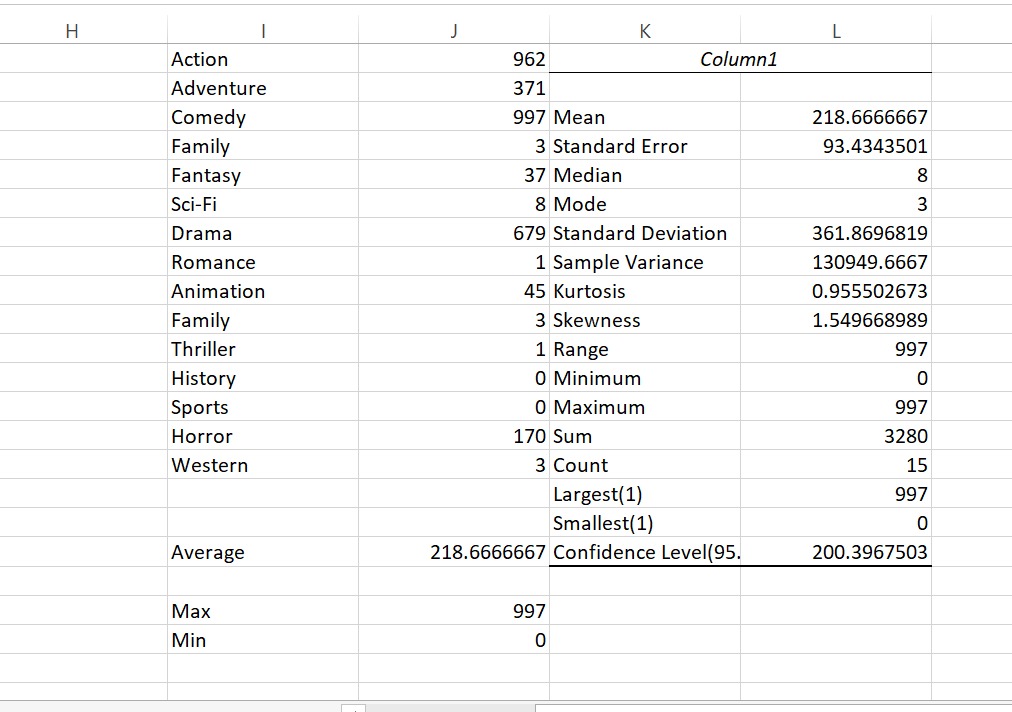 H I J K L
Action 962 Column1
Adventure 371
Comedy 997 Mean 218.6666667
Family 3 Standard Error 93.4343501
Fantasy 37 Median 8
Sci-Fi 8 Mode 3
Drama 679 Standard Deviation 361.8696819
Romance 1 Sample Variance 130949.6667
Animation 45 Kurtosis 0.955502673
Family 3 Skewness 1.549668989
Thriller 1 Range 997
History 0 Minimum 0
Sports 0 Maximum 997
Horror 170 Sum 3280
Western 3 Count 15
Largest(1) 997
Smallest(1) 0
Average 218.6666667 Confidence Level(95. 200.3967503
Max 997
Min 0